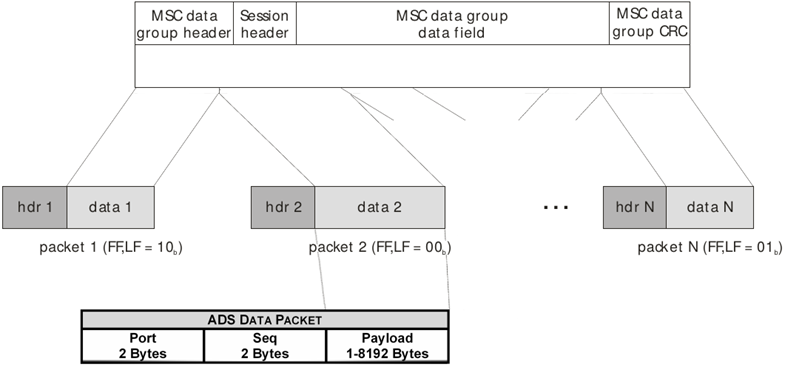 MSC data group header
Session header
MSC data group data field
MSC data group CRC
hdr 1
data 1
hdr 2
data 2
...
hdr N
data N
packet 1 (FF,LF = 10b)
packet 2 (FF,LF = 00b)
packet N (FF,LF = 01b)
ADS DATA PACKET
Port
2 Bytes
Seq
2 Bytes
Payload
1-8192 Bytes